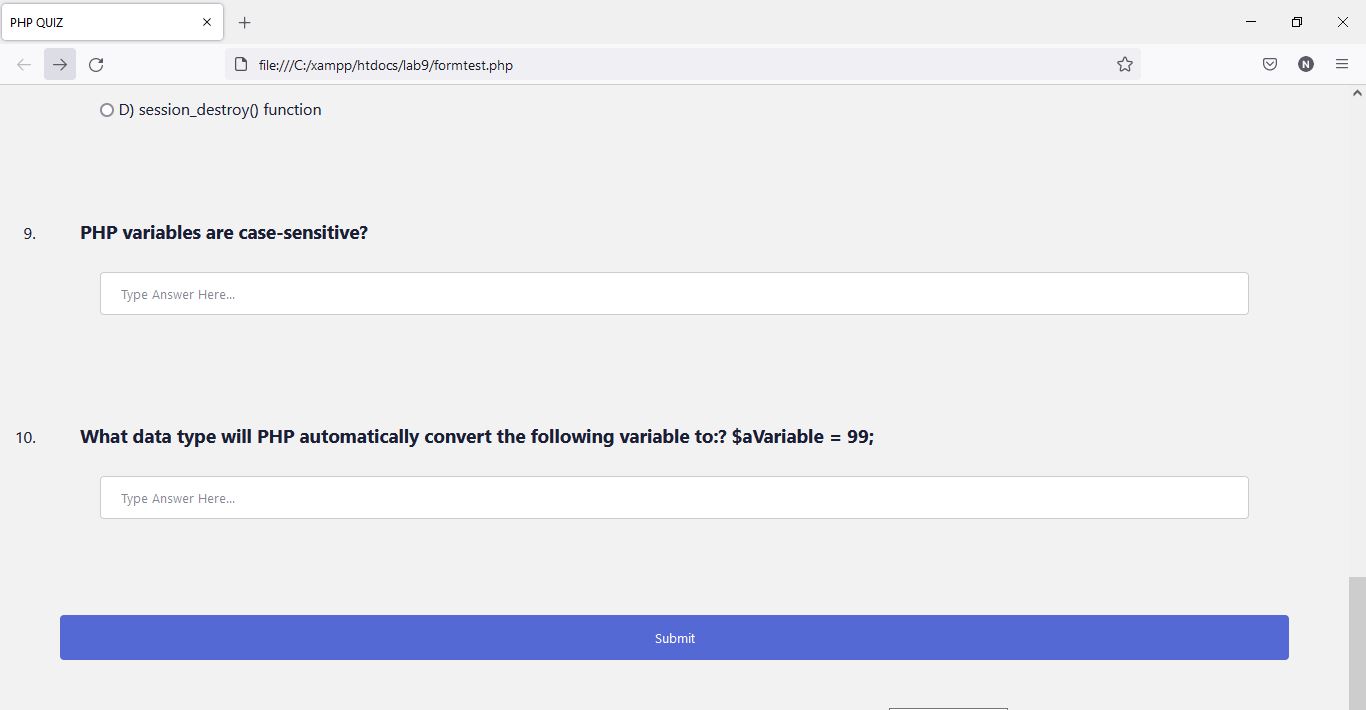 PHP QUIZ
file:///C:/xampp/htdocs/lab9/formtest.php
N
D) session_destroy() function
9. PHP variables are case-sensitive?
Type Answer Here...
10. What data type will PHP automatically convert the following variable to:? $aVariable = 99;
Type Answer Here...
Submit